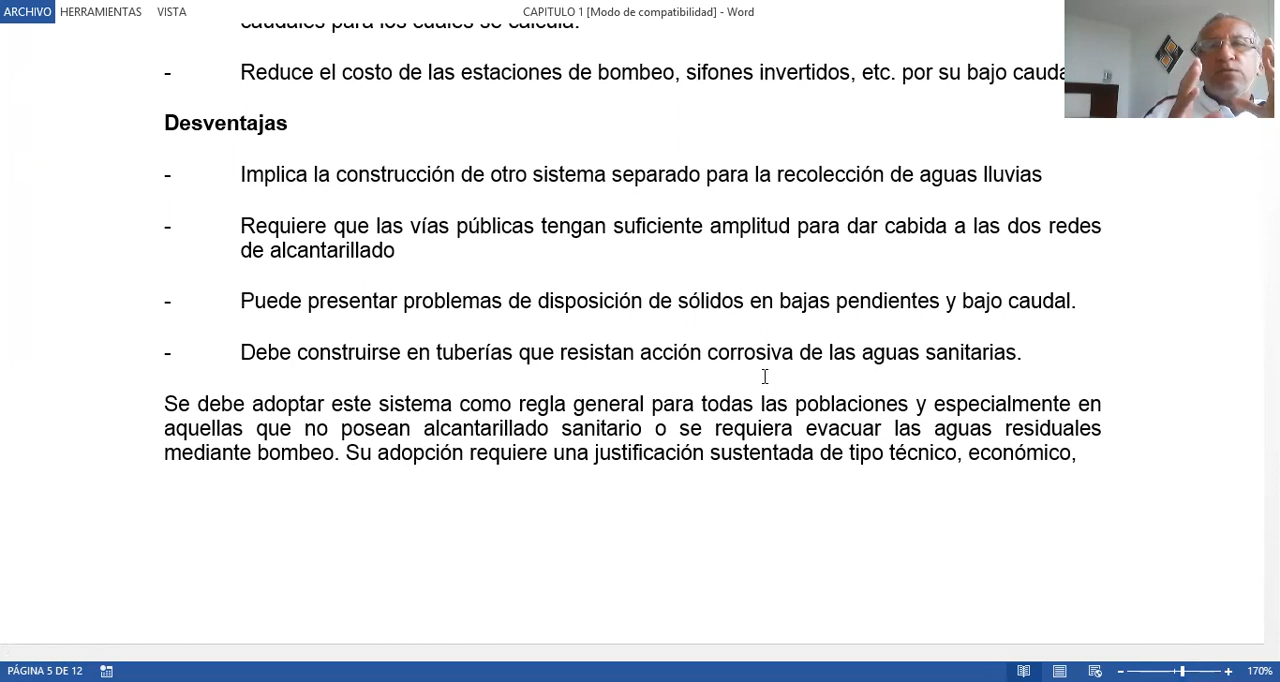 ARCHIVO HERRAMIENTAS VISTA CAPITULO 1 [Modo de compatibilidad] - Word
caudales para los cuales se calcula.
- Reduce el costo de las estaciones de bombeo, sifones invertidos, etc. por su bajo
Desventajas
- Implica la construcción de otro sistema separado para la recolección de aguas lluvias
- Requiere que las vías públicas tengan suficiente amplitud para dar cabida a las dos redes
de alcantarillado
- Puede presentar problemas de disposición de sólidos en bajas pendientes y bajo caudal.
- Debe construirse en tuberías que resistan acción corrosiva de las aguas sanitarias.
Se debe adoptar este sistema como regla general para todas las poblaciones y especialmente en
aquellas que no posean alcantarillado sanitario o se requiera evacuar las aguas residuales
mediante bombeo. Su adopción requiere una justificación sustentada de tipo técnico, económico,
PÁGINA 5 DE 12 170%